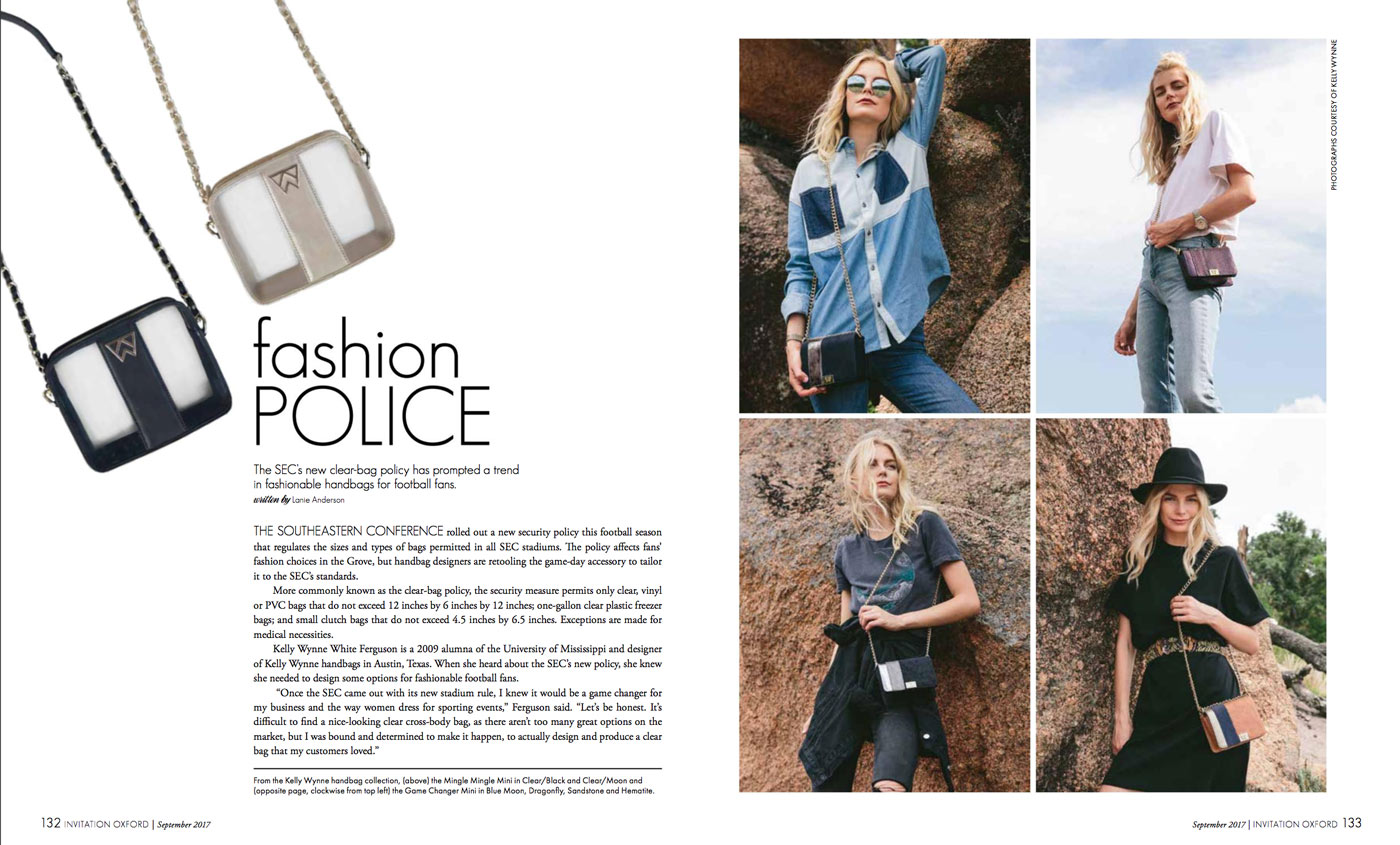 fashion
POLICE
The SEC's new clear-bag policy has prompted a trend
in fashionable handbags for football fans.
written by Lanie Anderson
THE SOUTHEASTERN CONFERENCE rolled out a new security policy this football season
that regulates the sizes and types of bags permitted in all SEC stadiums. The policy affects fans'
fashion choices in the Grove, but handbag designers are retooling the game-day accessory to tailor
it to the SEC's standards.
More commonly known as the clear-bag policy, the security measure permits only clear, vinyl
or PVC bags that do not exceed 12 inches by 6 inches by 12 inches; one-gallon clear plastic freezer
bags; and small clutch bags that do not exceed 4.5 inches by 6.5 inches. Exceptions are made for
medical necessities.
Kelly Wynne White Ferguson is a 2009 alumna of the University of Mississippi and designer
of Kelly Wynne handbags in Austin, Texas. When she heard about the SEC's new policy, she knew
she needed to design some options for fashionable football fans.
“Once the SEC came out with its new stadium rule, I knew it would be a game changer for
my business and the way women dress for sporting events,” Ferguson said. “Let's be honest. It's
difficult to find a nice-looking clear cross-body bag, as there aren't too many great options on the
market, but I was bound and determined to make it happen, to actually design and produce a clear
bag that my customers loved.”
From the Kelly Wynne handbag collection, (above) the Mingle Mingle Mini in Clear/Black and Clear/Moon and
(opposite page, clockwise from top left) the Game Changer Mini in Blue Moon, Dragonfly, Sandstone and Hematite.
132 INVITATION OXFORD | September 2017
PHOTOGRAPHS COURTESY OF KELLY WYNNE
September 2017 | INVITATION OXFORD 133